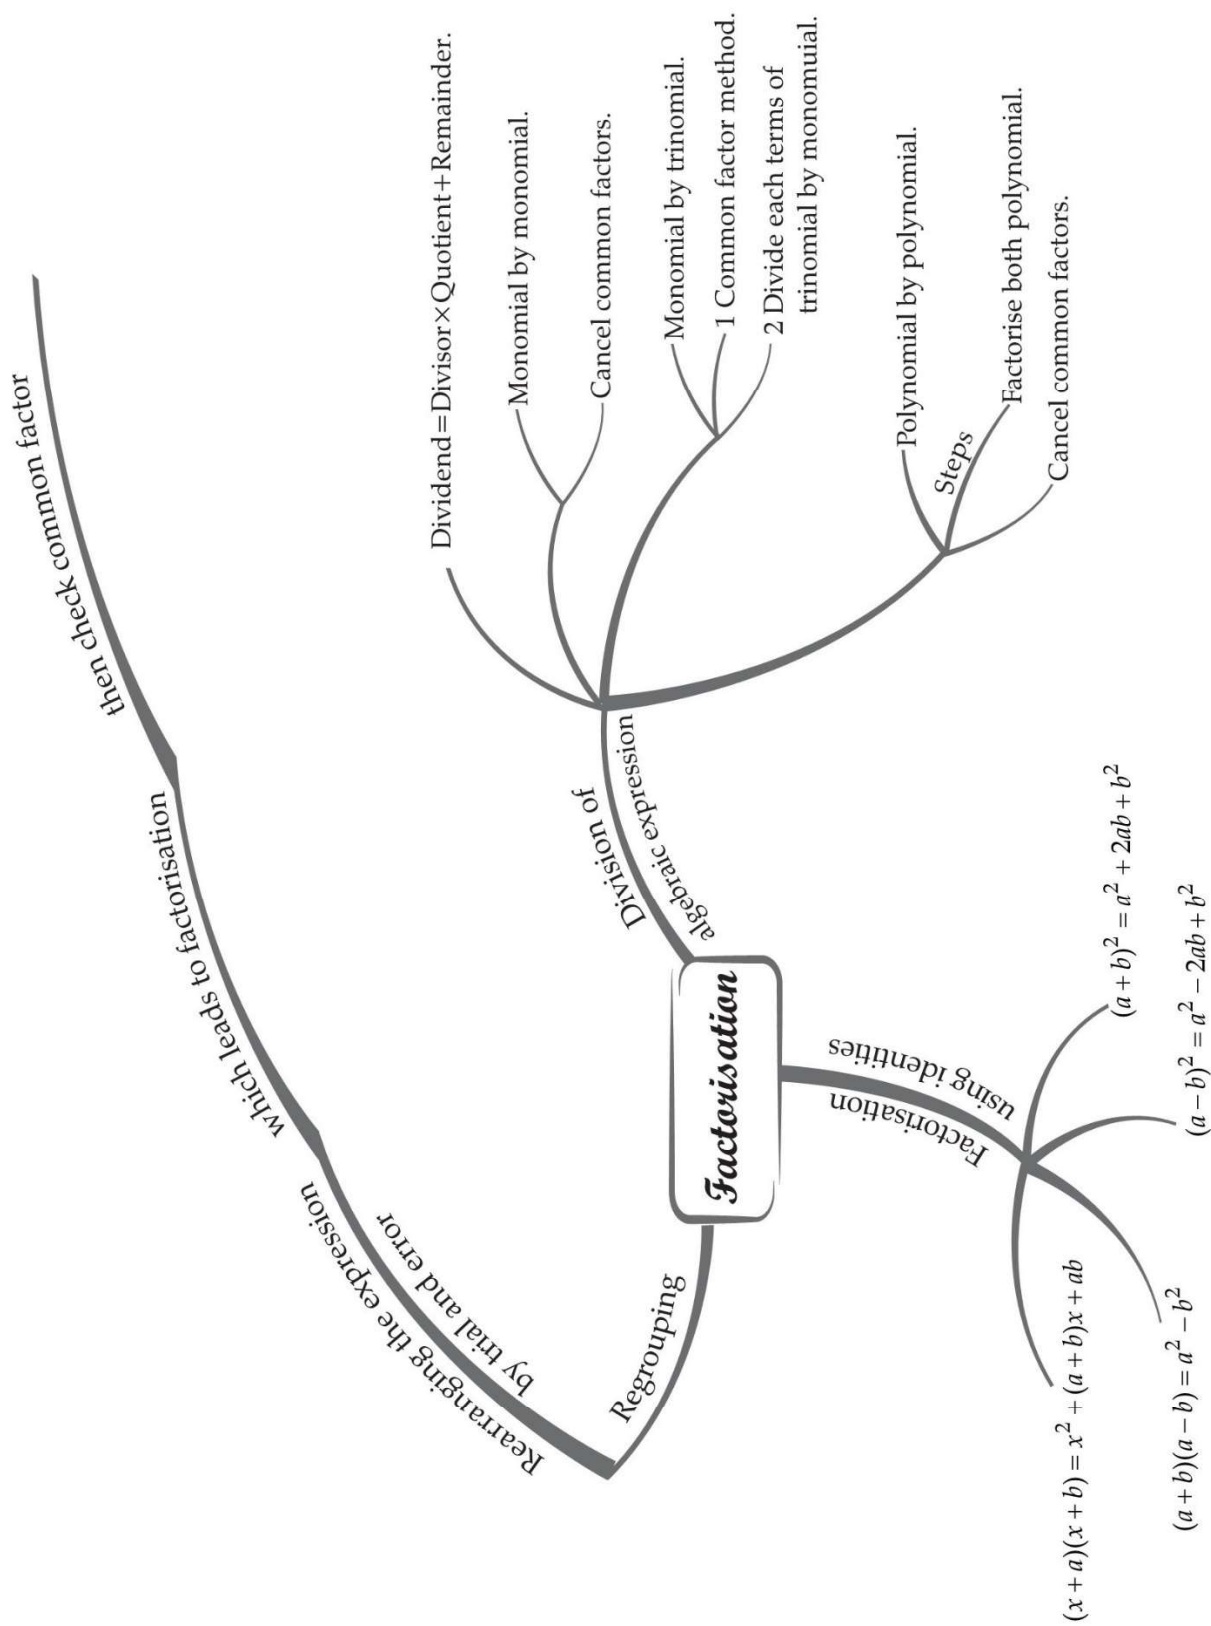 Factorisation
Regrouping
Rearranging the expression
by trial and error
which leads to factorisation
then check common factor
Division of
algebraic expression
Dividend=Divisor×Quotient+Remainder.
Monomial by monomial.
Cancel common factors.
Monomial by trinomial.
1 Common factor method.
2 Divide each terms of
trinomial by monomuial.
Polynomial by polynomial.
Steps
Factorise both polynomial.
Cancel common factors.
Factorisation
using identities
(a + b)² = a² + 2ab + b²
(a − b)² = a² − 2ab + b²
(a + b)(a − b) = a² − b²
(x + a)(x + b) = x² + (a + b)x + ab